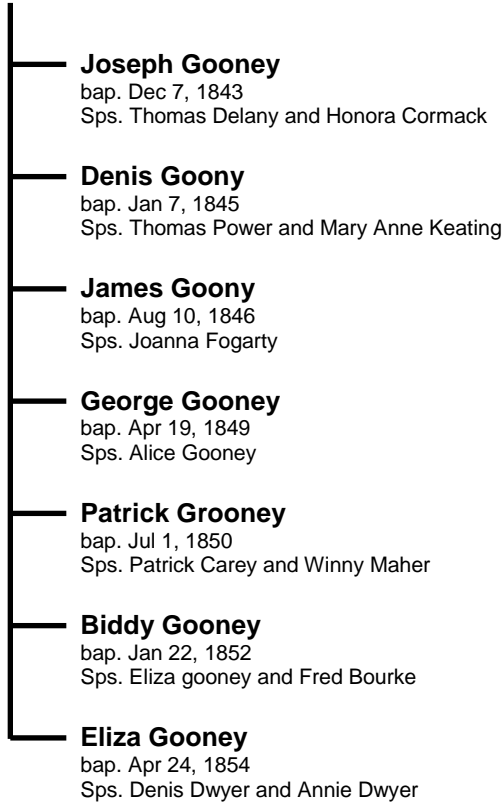 Joseph Gooney
bap. Dec 7, 1843
Sps. Thomas Delany and Honora Cormack
Denis Goony
bap. Jan 7, 1845
Sps. Thomas Power and Mary Anne Keating
James Goony
bap. Aug 10, 1846
Sps. Joanna Fogarty
George Gooney
bap. Apr 19, 1849
Sps. Alice Gooney
Patrick Grooney
bap. Jul 1, 1850
Sps. Patrick Carey and Winny Maher
Biddy Gooney
bap. Jan 22, 1852
Sps. Eliza gooney and Fred Bourke
Eliza Gooney
bap. Apr 24, 1854
Sps. Denis Dwyer and Annie Dwyer